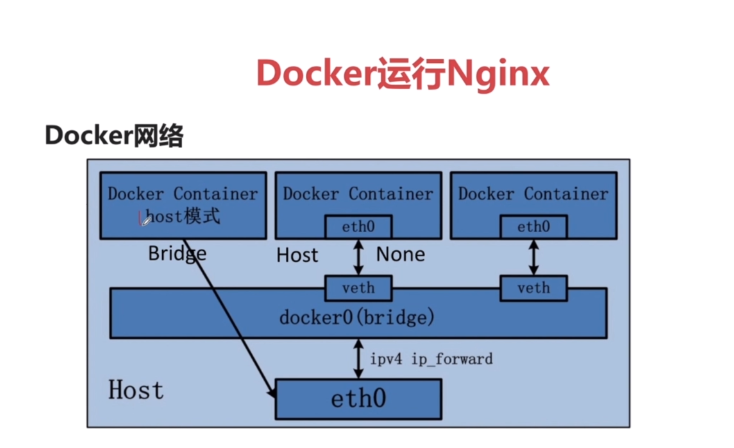 Docker运行Nginx
Docker网络
Docker Container
host模式
Docker Container
eth0
Docker Container
eth0
Bridge
Host
None
veth
veth
docker0(bridge)
ipv4 ip_forward
Host
eth0